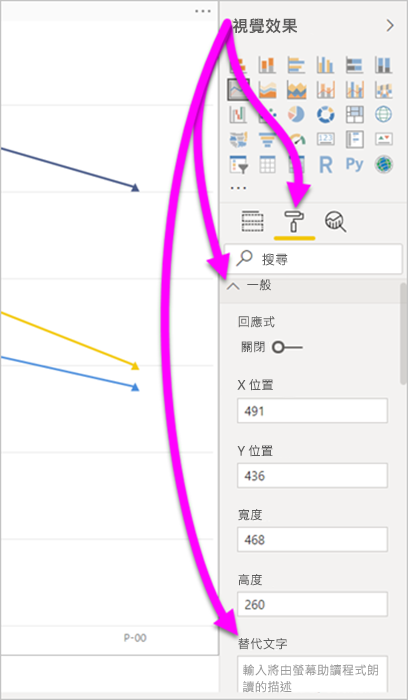 視覺效果
123
R
Py
搜尋
一般
回應式
關閉
X 位置
491
Y 位置
436
寬度
468
高度
260
替代文字
輸入將由螢幕助讀程式朗
讀的描述
P-00